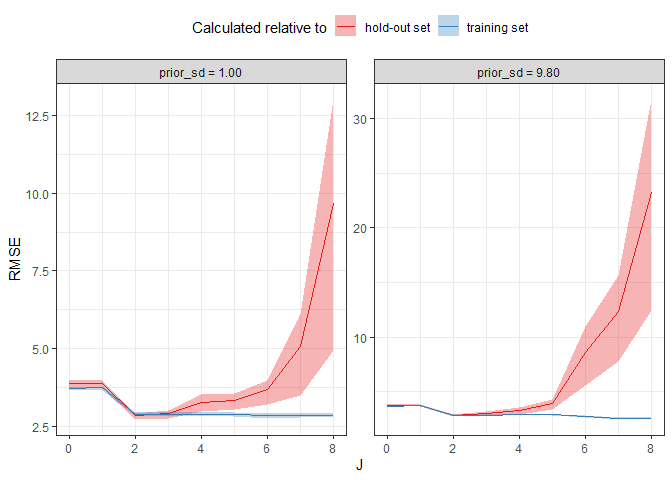 Calculated relative to hold-out set training set
prior_sd = 1.00 prior_sd = 9.80
RMSE
12.5
10.0
7.5
5.0
2.5
30
20
10
0 2 4 6 8 0 2 4 6 8
J